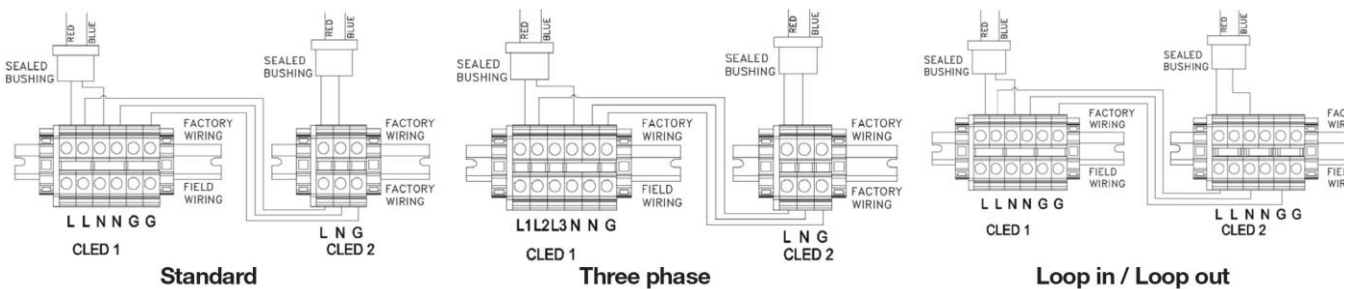 RED
BLUE
SEALED
BUSHING
FACTORY
WIRING
FIELD
WIRING
L L N N G G
CLED 1
RED
BLUE
SEALED
BUSHING
FACTORY
WIRING
FACTORY
WIRING
L N G
CLED 2
Standard
RED
BLUE
SEALED
BUSHING
FACTORY
WIRING
FIELD
WIRING
L1L2L3 N N G
CLED 1
RED
BLUE
SEALED
BUSHING
FACTORY
WIRING
FACTORY
WIRING
L N G
CLED 2
Three phase
RED
BLUE
SEALED
BUSHING
FACTORY
WIRING
FIELD
WIRING
L L N N G G
CLED 1
RED
BLUE
SEALED
BUSHING
L L N N G G
CLED 2
Loop in / Loop out